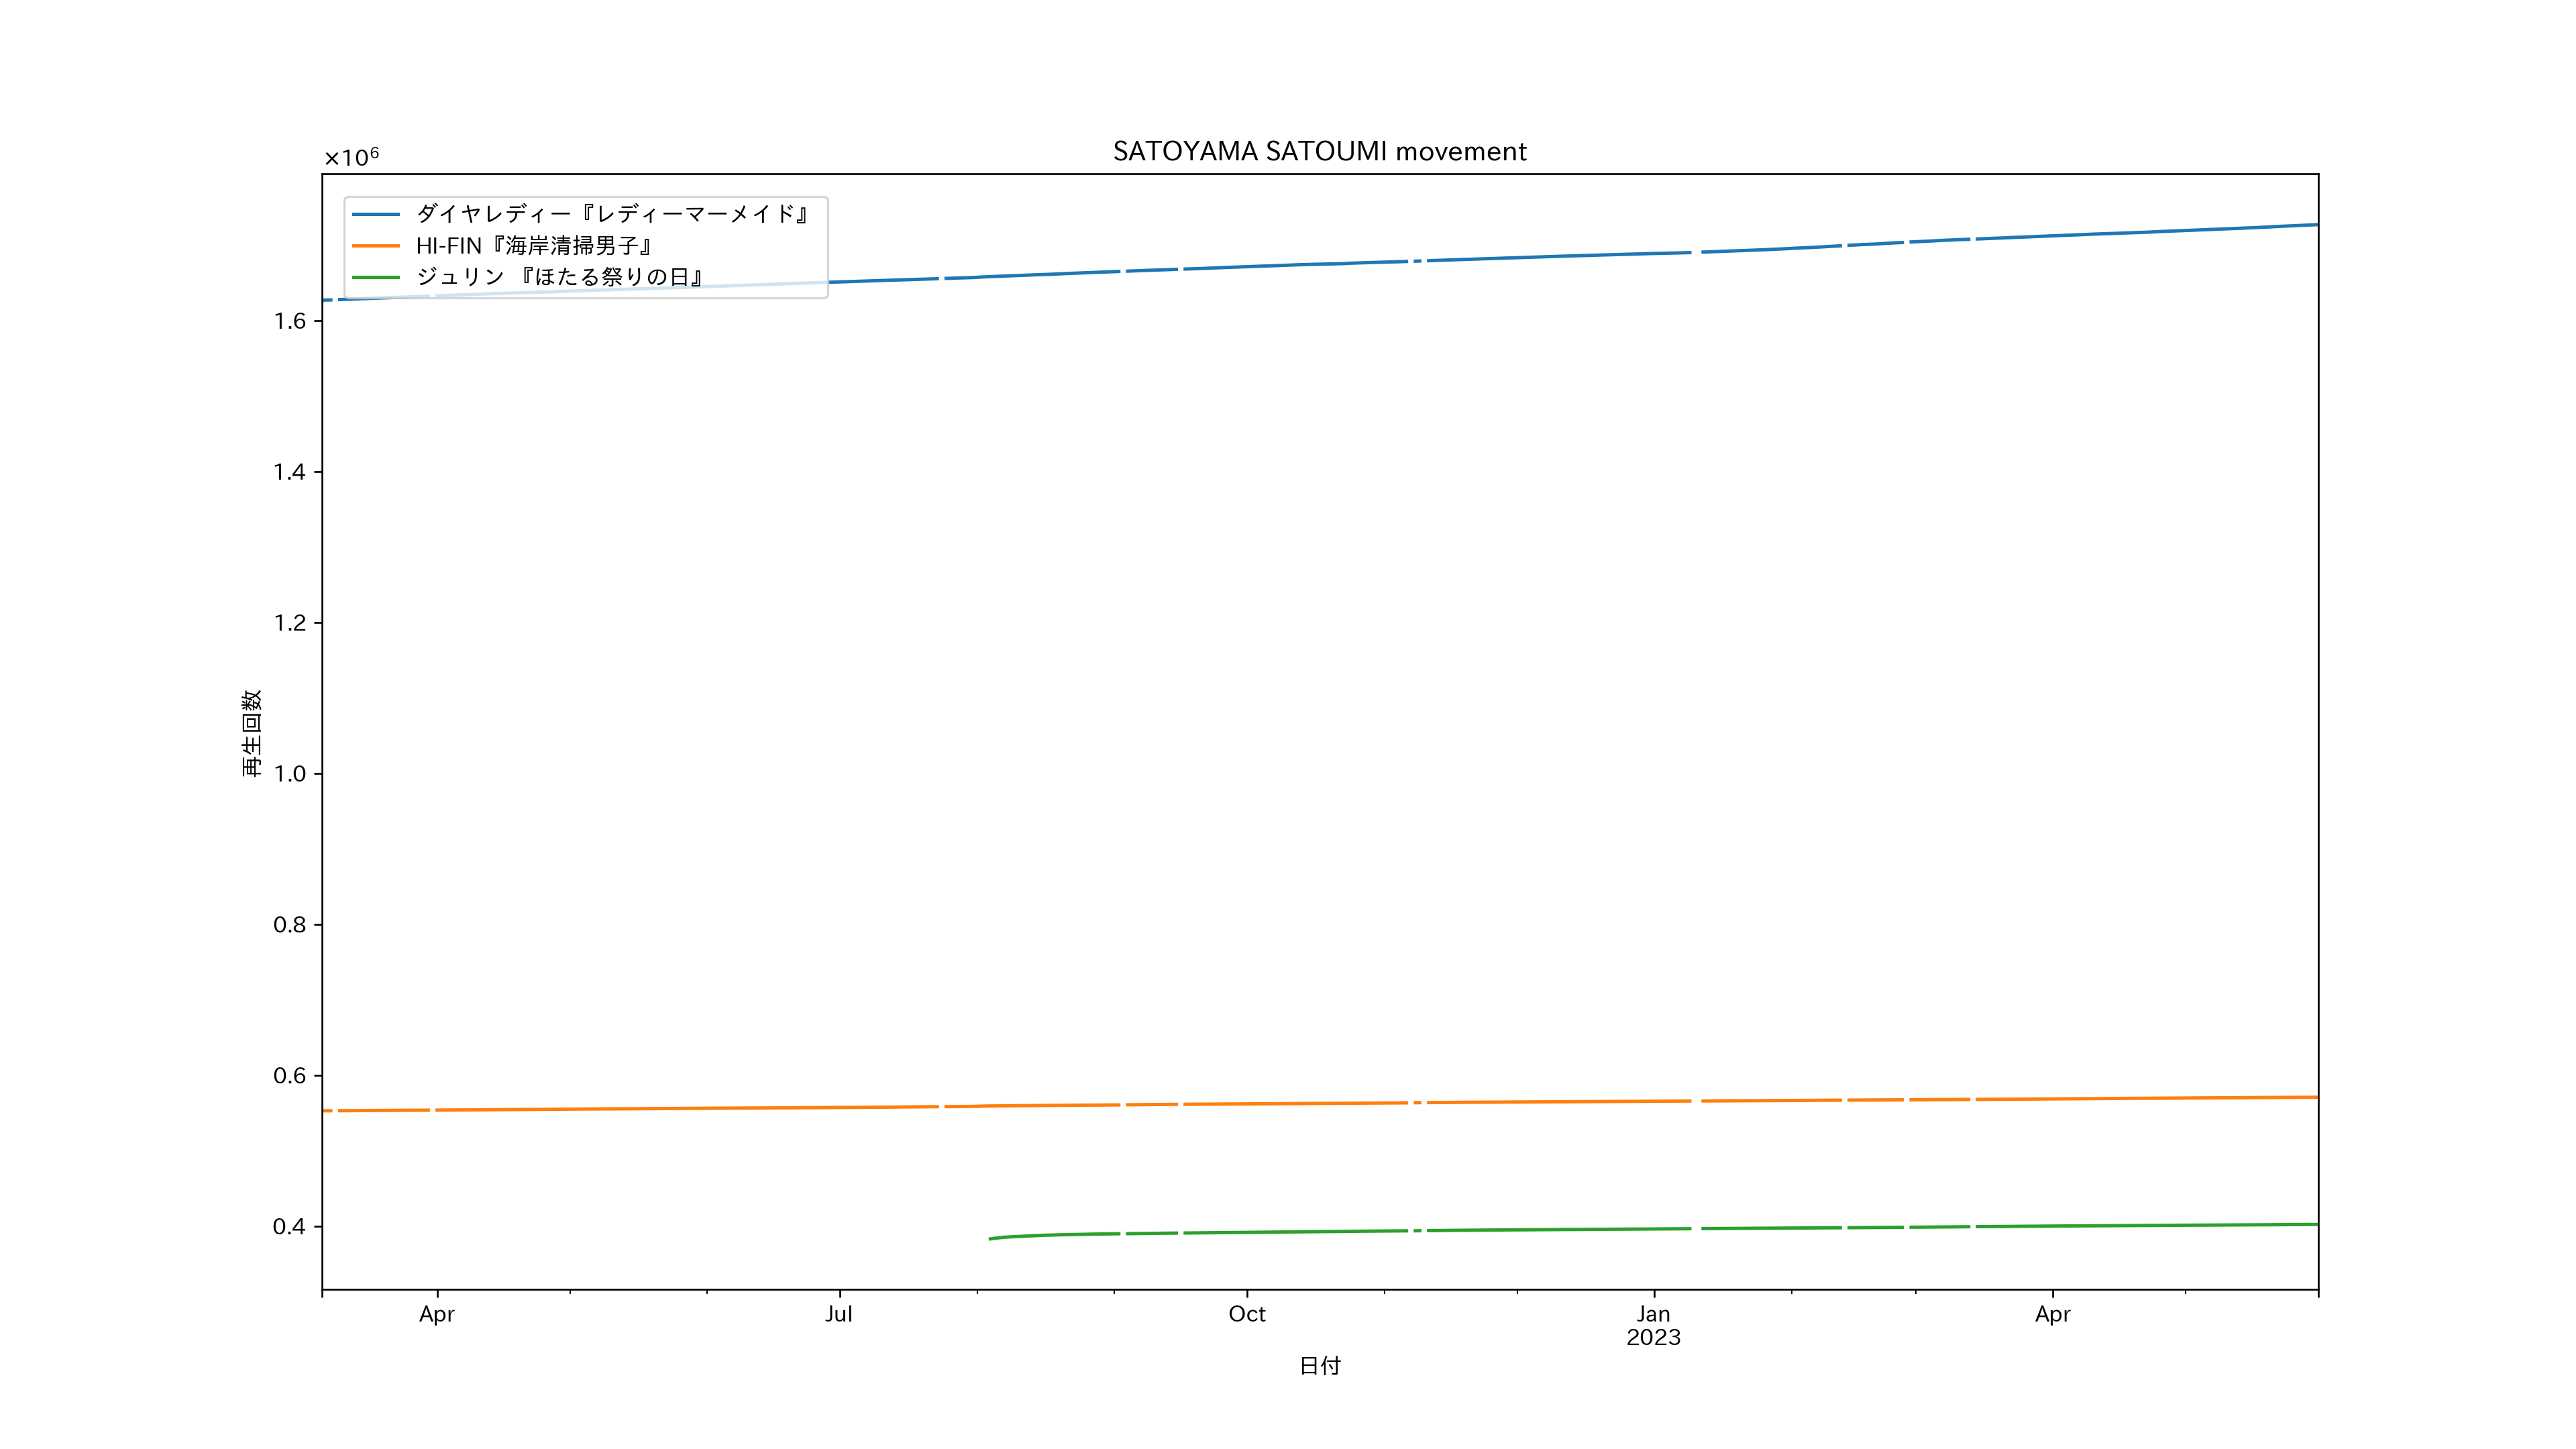 SATOYAMA SATOUMI movement
×10⁶
ダイヤレディー『レディーマーメイド』
HI-FIN『海岸清掃男子』
ジュリン 『ほたる祭りの日』
1.6
1.4
1.2
1.0
0.8
0.6
0.4
再生回数
Apr Jul Oct Jan Apr
2023
日付